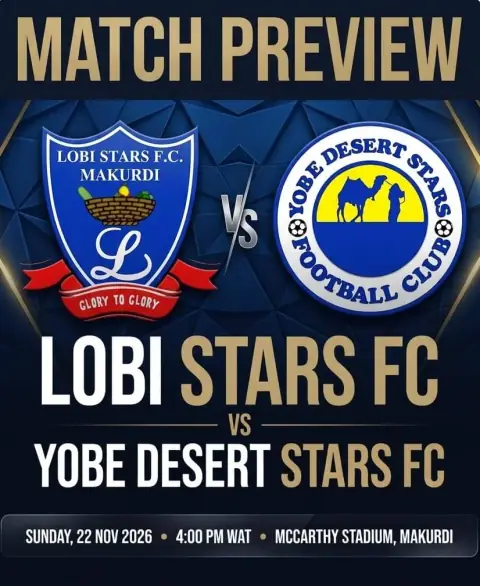 MATCH PREVIEW
LOBI STARS F.C.
MAKURDI
L
GLORY TO GLORY
VS
YOBE DESERT STARS
FOOTBALL CLUB
LOBI STARS FC
VS
YOBE DESERT STARS FC
SUNDAY, 22 NOV 2026 • 4:00 PM WAT • MCCARTHY STADIUM, MAKURDI